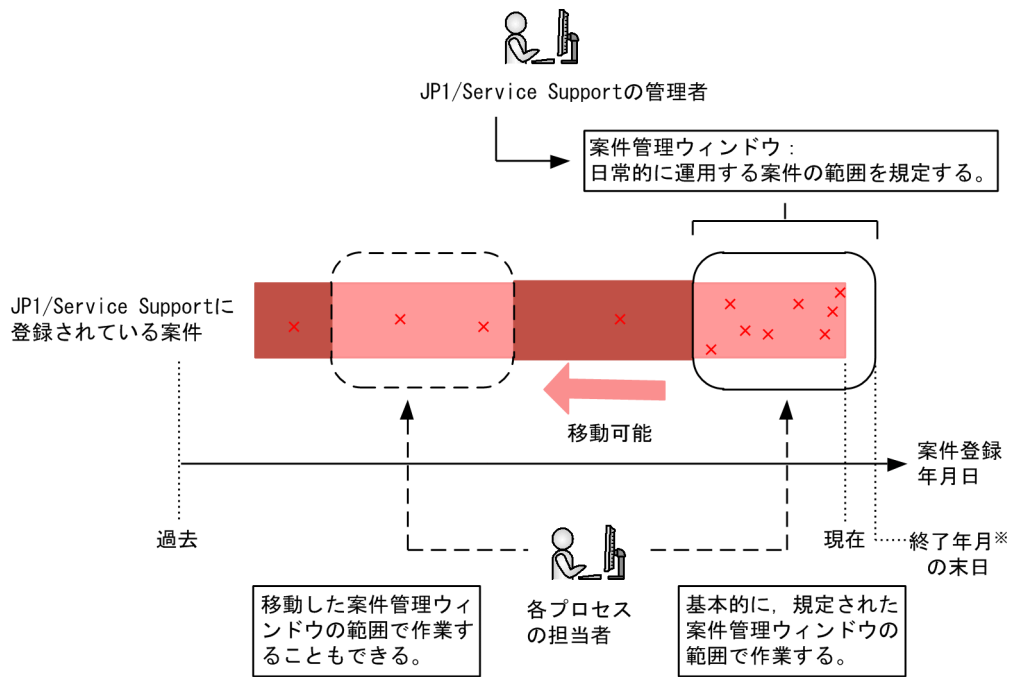 JP1/Service Supportの管理者
案件管理ウィンドウ：
日常的に運用する案件の範囲を規定する。
JP1/Service Supportに
登録されている案件
移動可能
案件登録
年月日
過去
現在
終了年月※
の末日
移動した案件管理ウィ
ンドウの範囲で作業す
ることもできる。
各プロセス
の担当者
基本的に，規定された
案件管理ウィンドウの
範囲で作業する。